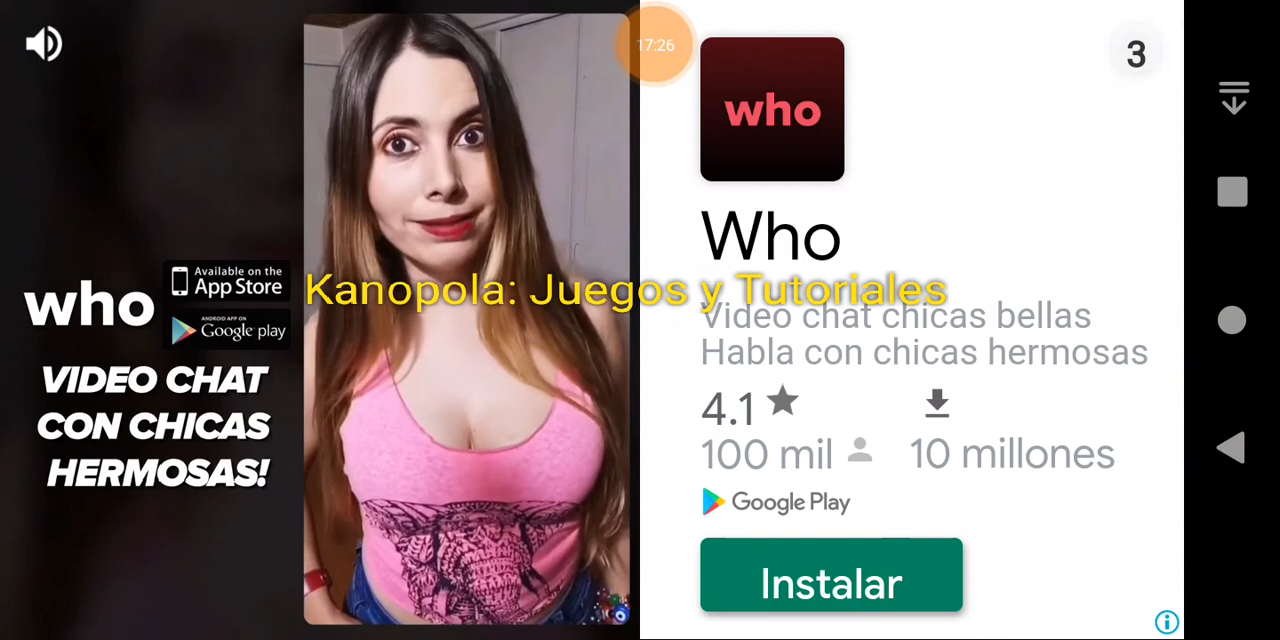 17:26
3
who
Who
who
Available on the
App Store
ANDROID APP ON
Google play
Kanopola: Juegos y Tutoriales
Video chat chicas bellas
Habla con chicas hermosas
VIDEO CHAT
CON CHICAS
HERMOSAS!
4.1
100 mil
10 millones
Google Play
Instalar